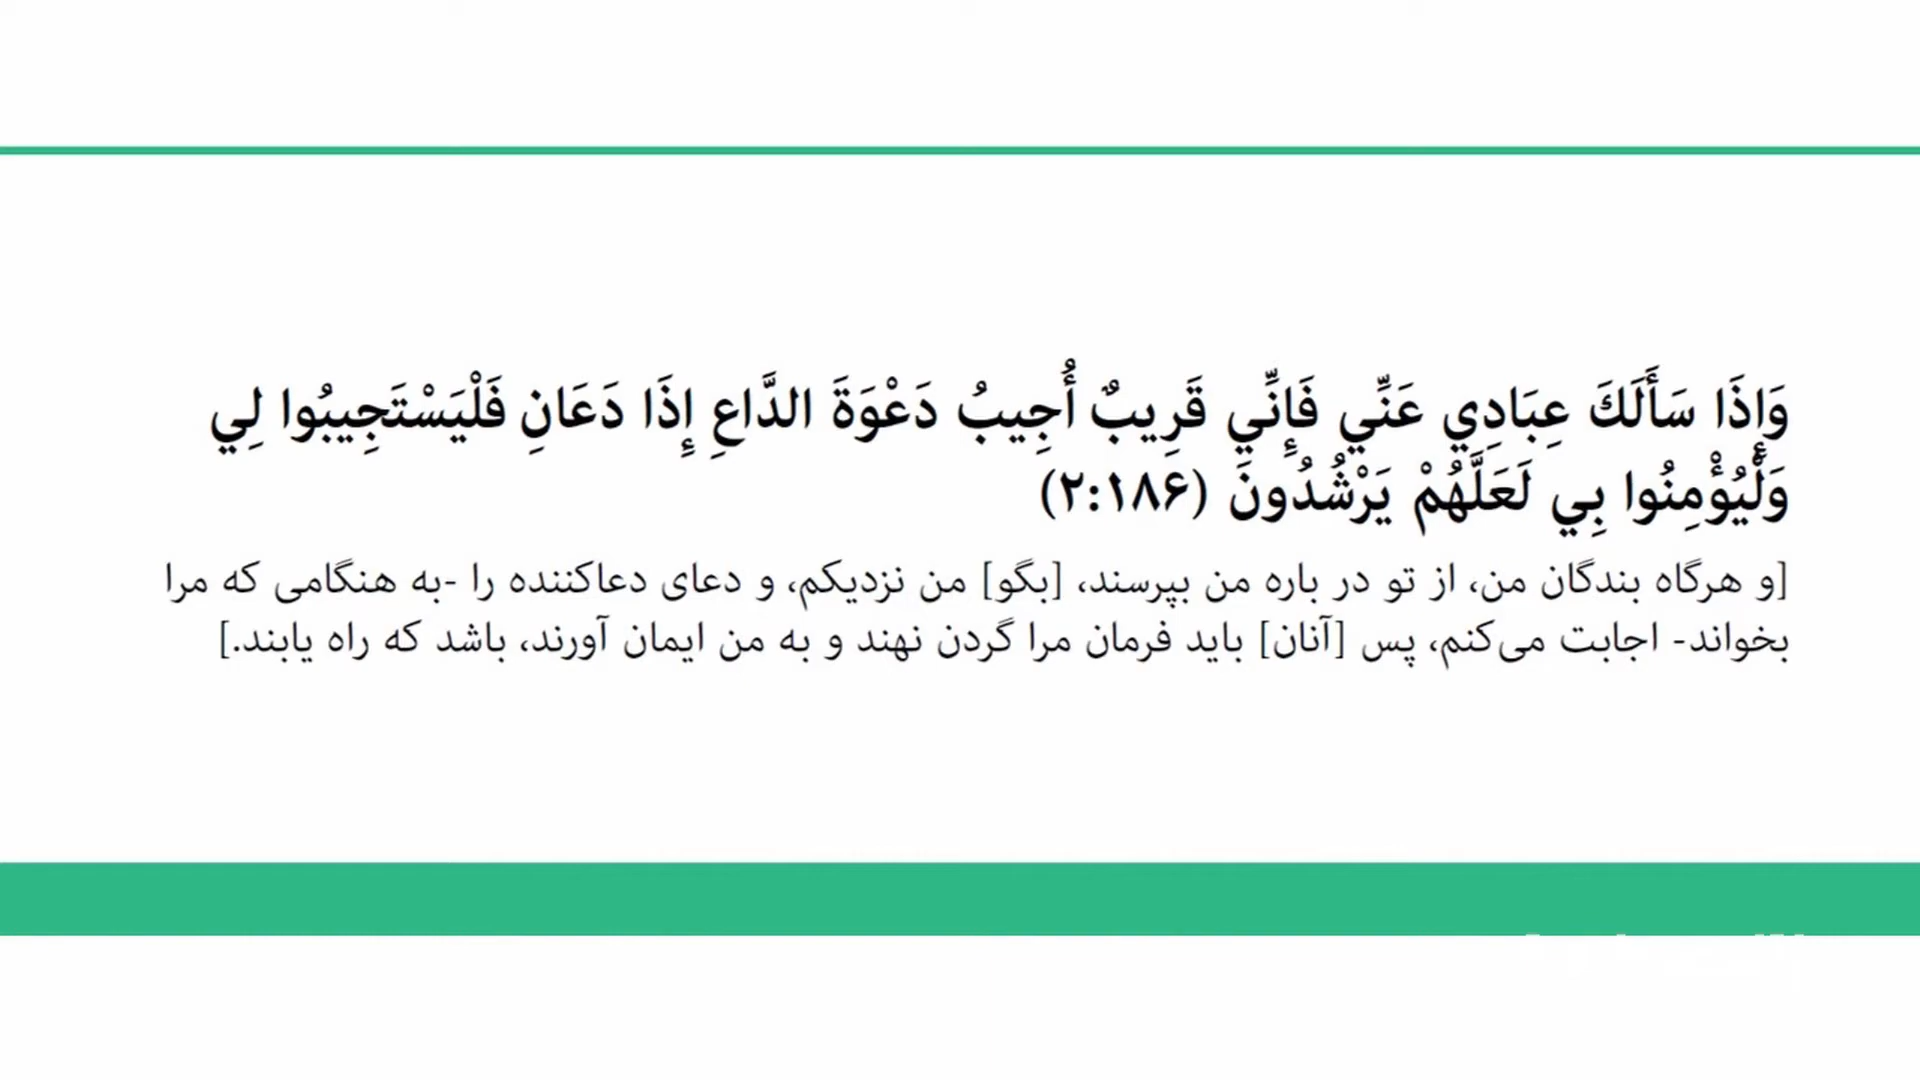 وَإِذَا سَأَلَكَ عِبَادِي عَنِّي فَإِنِّي قَرِيبٌ أُجِيبُ دَعْوَةَ الدَّاعِ إِذَا دَعَانِ فَلْيَسْتَجِيبُوا لِي
وَلْيُؤْمِنُوا بِي لَعَلَّهُمْ يَرْشُدُونَ (۲:۱۸۶)
[و هرگاه بندگان من، از تو در باره من بپرسند، [بگو] من نزدیکم، و دعای دعاکننده را -به هنگامی که مرا
بخواند- اجابت می‌کنم، پس [آنان] باید فرمان مرا گردن نهند و به من ایمان آورند، باشد که راه یابند.]